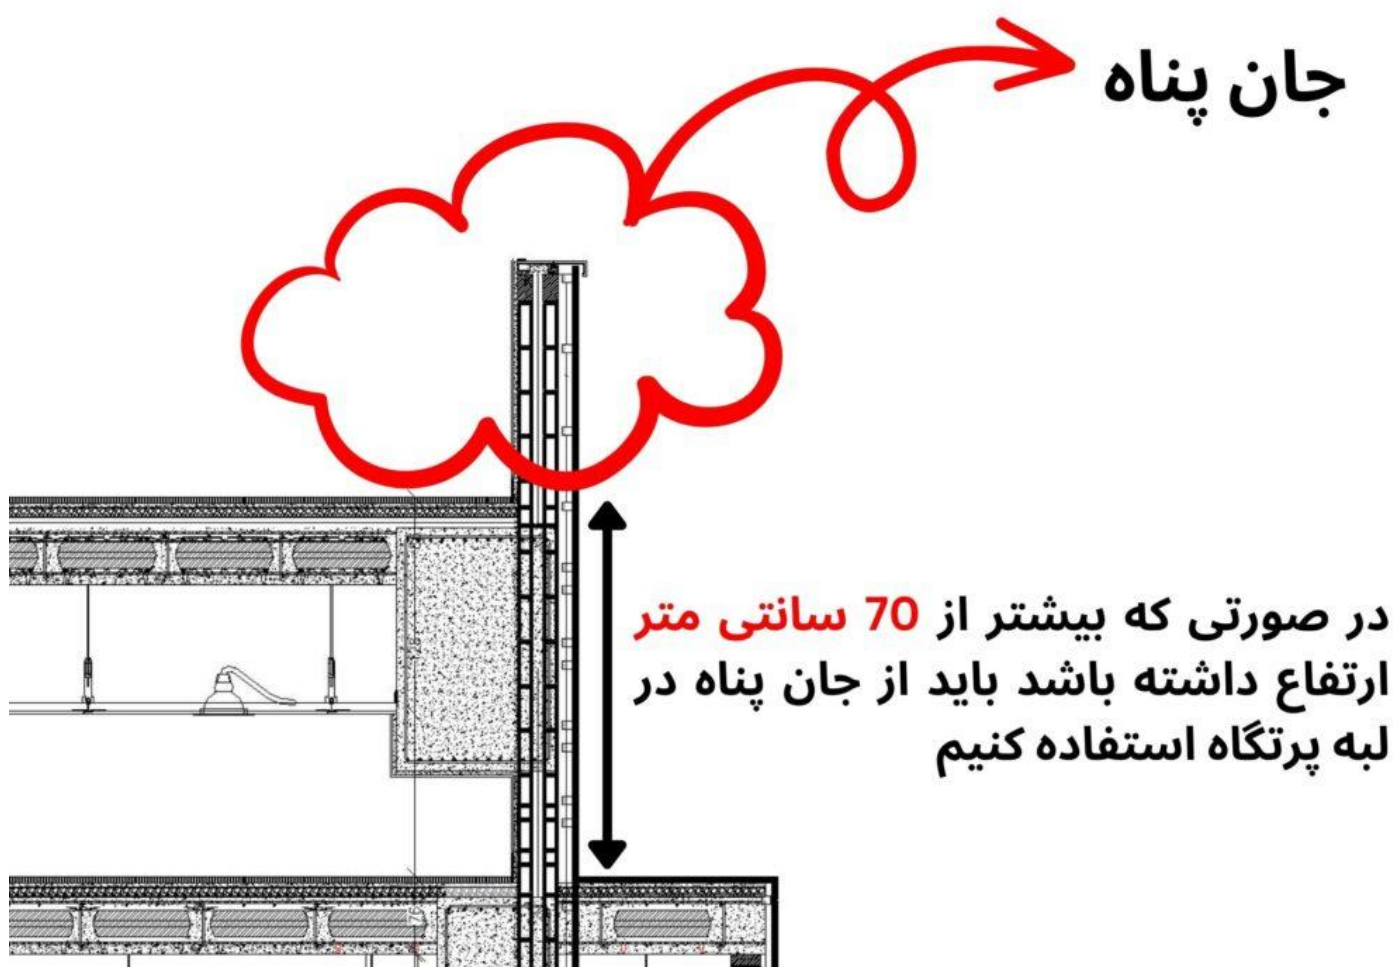 جان پناه
در صورتی که بیشتر از 70 سانتی متر
ارتفاع داشته باشد باید از جان پناه در
لبه پرتگاه استفاده کنیم